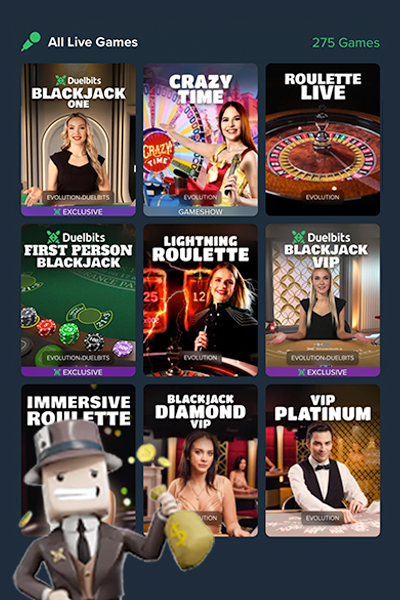 All Live Games
275 Games
Duelbits
BLACKJACK
ONE
EVOLUTION-DUELBITS
EXCLUSIVE
CRAZY
TIME
CRAZY
TIME
GAMESHOW
ROULETTE
LIVE
EVOLUTION
Duelbits
FIRST PERSON
BLACKJACK
EVOLUTION-DUELBITS
EXCLUSIVE
LIGHTNING
ROULETTE
25
12
EVOLUTION
Duelbits
BLACKJACK
VIP
EVOLUTION-DUELBITS
EXCLUSIVE
IMMERSIVE
ROULETTE
$
BLACKJACK
DIAMOND
VIP
VIP
PLATINUM
EVOLUTION